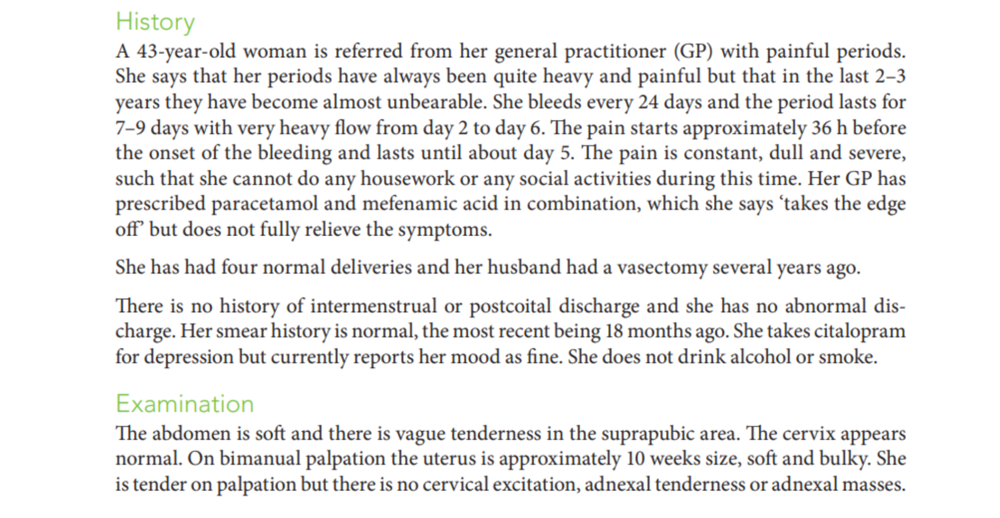 History
A 43-year-old woman is referred from her general practitioner (GP) with painful periods.
She says that her periods have always been quite heavy and painful but that in the last 2–3
years they have become almost unbearable. She bleeds every 24 days and the period lasts for
7–9 days with very heavy flow from day 2 to day 6. The pain starts approximately 36 h before
the onset of the bleeding and lasts until about day 5. The pain is constant, dull and severe,
such that she cannot do any housework or any social activities during this time. Her GP has
prescribed paracetamol and mefenamic acid in combination, which she says ‘takes the edge
off’ but does not fully relieve the symptoms.
She has had four normal deliveries and her husband had a vasectomy several years ago.
There is no history of intermenstrual or postcoital discharge and she has no abnormal dis-
charge. Her smear history is normal, the most recent being 18 months ago. She takes citalopram
for depression but currently reports her mood as fine. She does not drink alcohol or smoke.
Examination
The abdomen is soft and there is vague tenderness in the suprapubic area. The cervix appears
normal. On bimanual palpation the uterus is approximately 10 weeks size, soft and bulky. She
is tender on palpation but there is no cervical excitation, adnexal tenderness or adnexal masses.